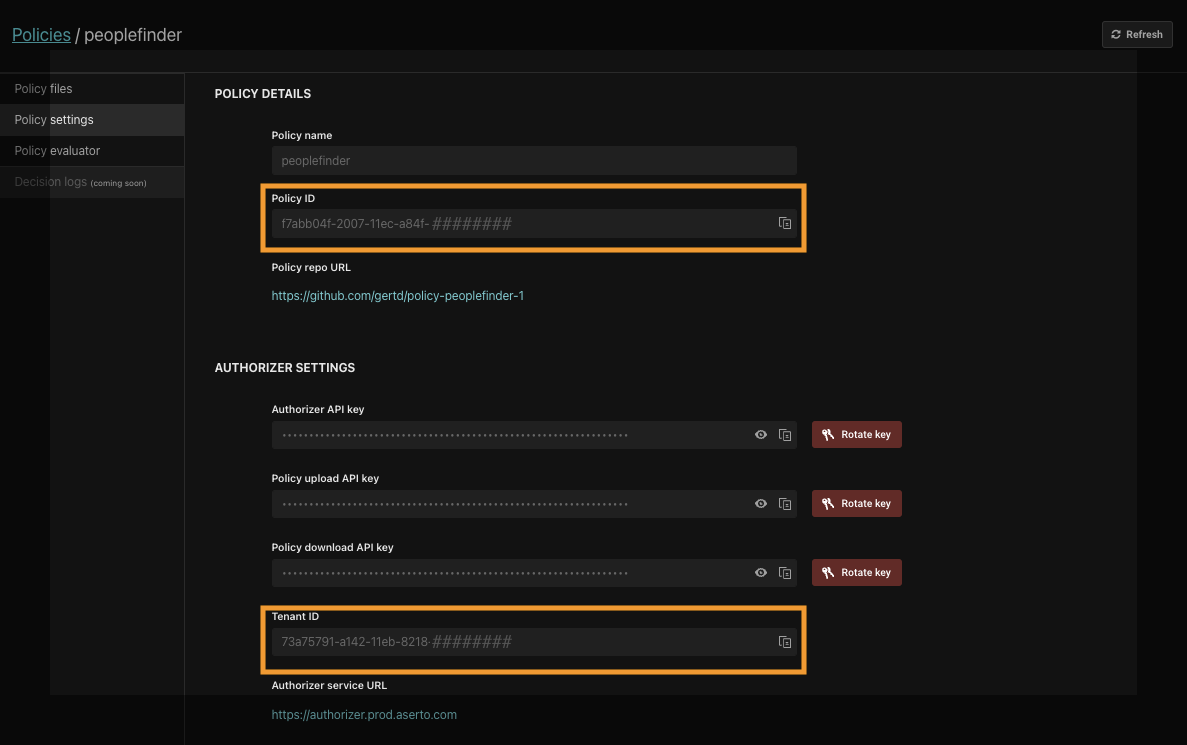 Policies / peoplefinder
Refresh
Policy files
Policy settings
Policy evaluator
Decision logs (coming soon)
POLICY DETAILS
Policy name
peoplefinder
Policy ID
f7abb04f-2007-11ec-a84f- ########
Policy repo URL
https://github.com/gertd/policy-peoplefinder-1
AUTHORIZER SETTINGS
Authorizer API key
Rotate key
Policy upload API key
Rotate key
Policy download API key
Rotate key
Tenant ID
73a75791-a142-11eb-8218-########
Authorizer service URL
https://authorizer.prod.aserto.com